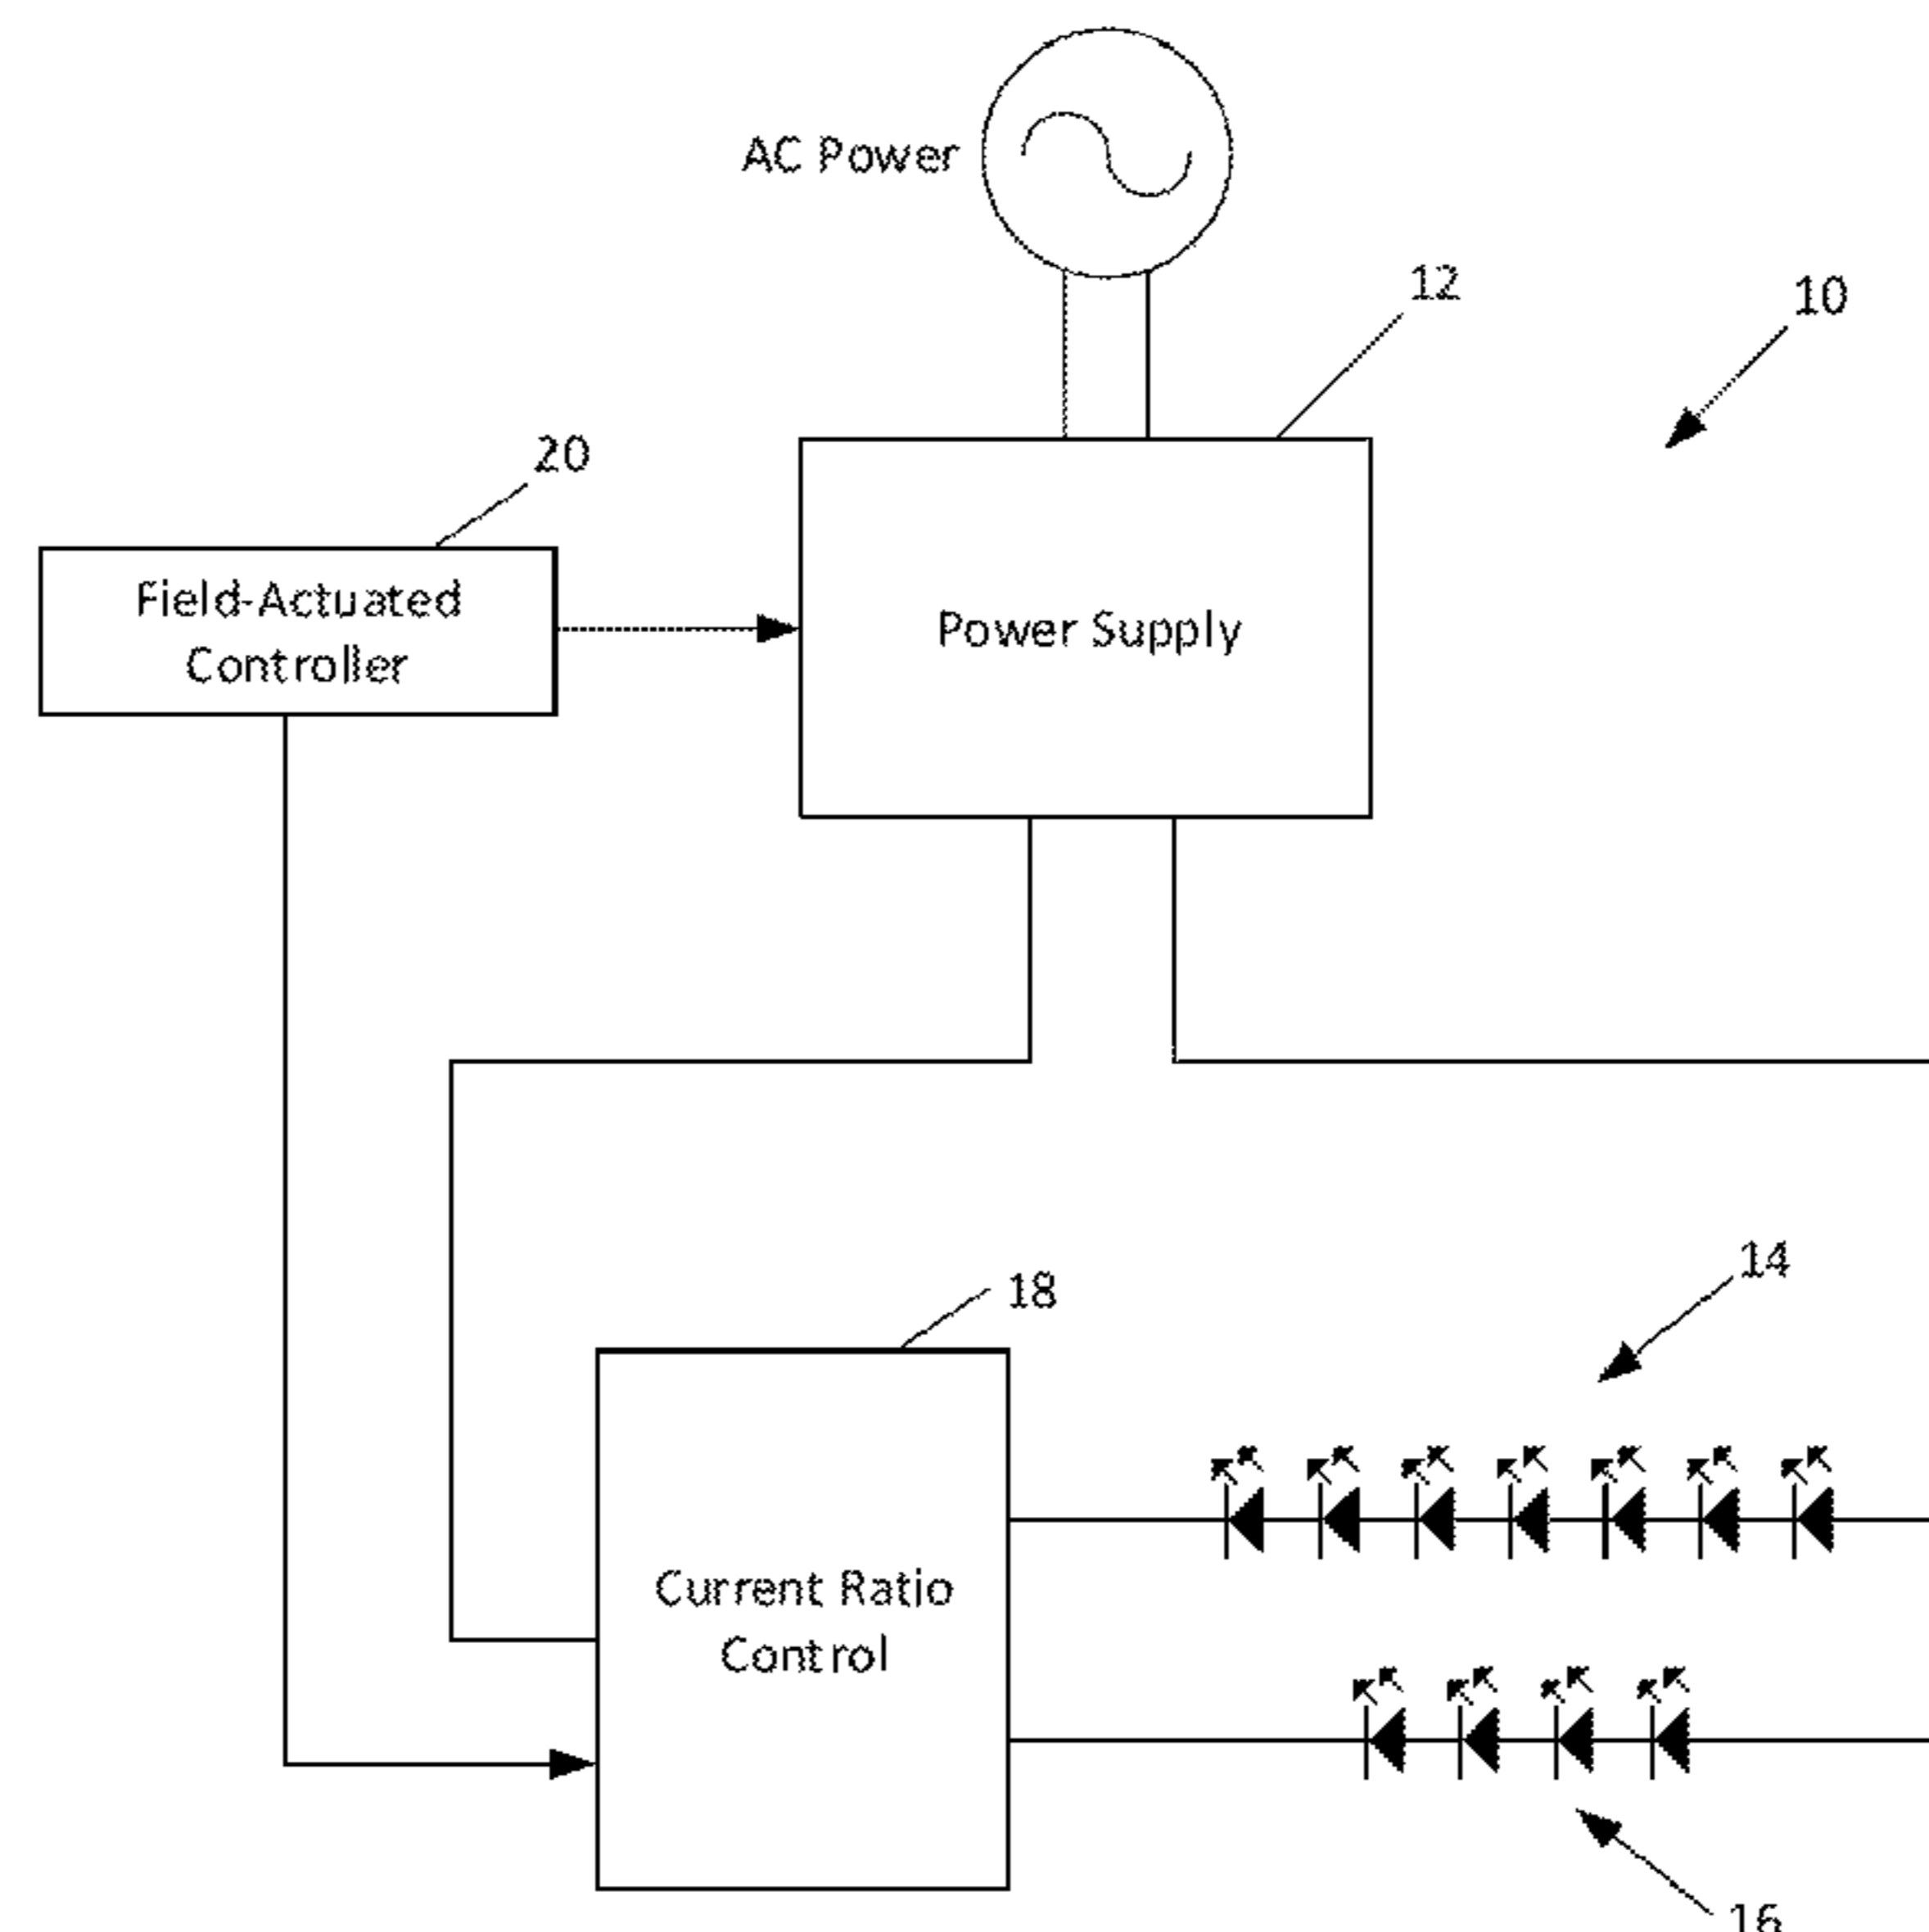 AC Power
12
10
20
Field-Actuated
Controller
Power Supply
14
18
Current Ratio
Control
16